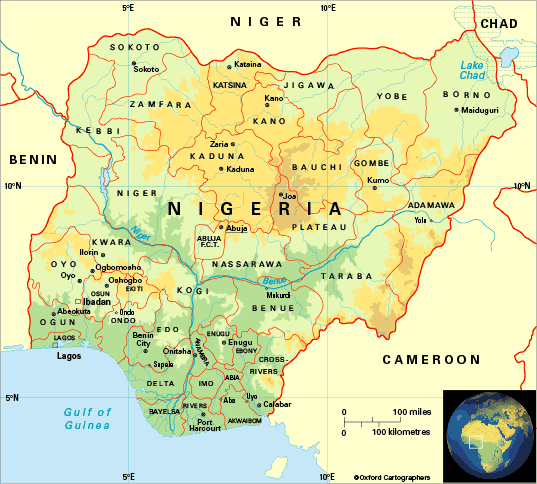 5°E
10°E
NIGER
CHAD
SOKOTO
Sokoto
Katsina
KATSINA
JIGAWA
Lake
Chad
ZAMFARA
Kano
KANO
YOBE
BORNO
Maiduguri
KEBBI
Zaria
KADUNA
Kaduna
BAUCHI
GOMBE
Kumo
BENIN
10°N
10°N
NIGER
NIGERIA
Jos
PLATEAU
ADAMAWA
Yola
Niger
Abuja
ABUJA
F.C.T.
KWARA
Ilorin
NASSARAWA
Benue
TARABA
OYO
Ogbomosho
Oyo
OSUN
Oshogbo
EKITI
KOGI
Makurdi
BENUE
Ibadan
Abeokuta
Ondo
ONDO
OGUN
LAGOS
Lagos
EDO
Benin
City
Onitsha
ANAMBRA
ENUGU
Enugu
EBONY
CROSS-
RIVERS
Sapele
DELTA
IMO
ABIA
Aba
Uyo
Calabar
RIVERS
BAYELSA
Port
Harcourt
AKWAIBOM
CAMEROON
5°N
Gulf of
Guinea
0 100 miles
0 100 kilometres
5°E
10°E
©Oxford Cartographers